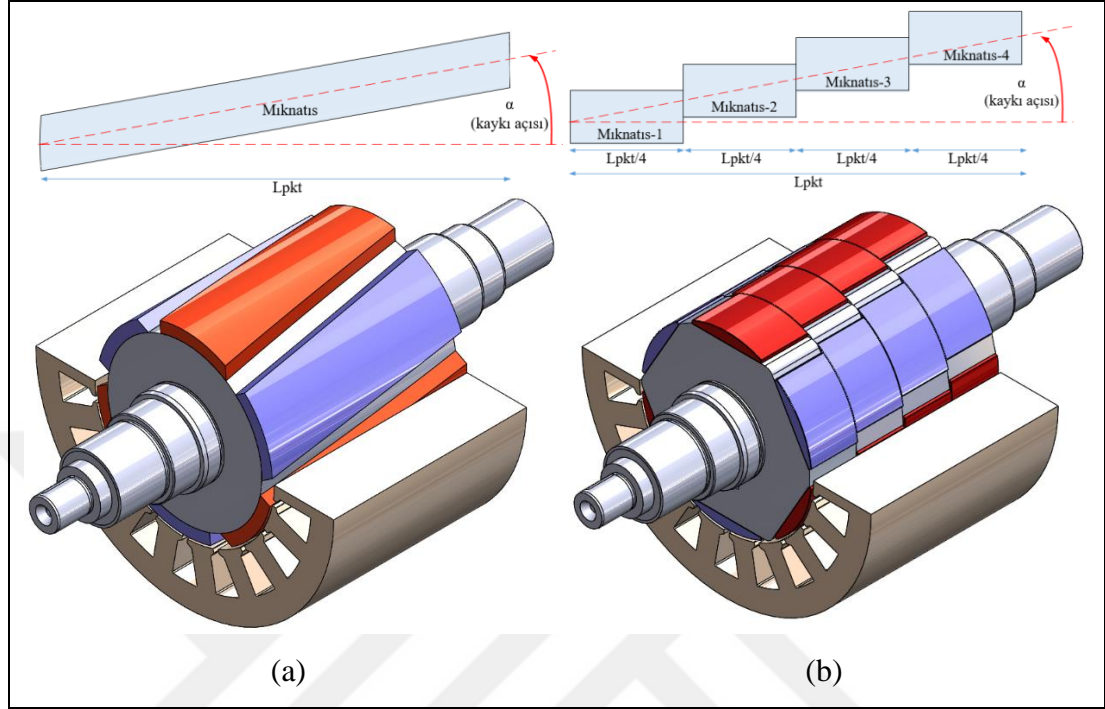 Mıknatıs
α
(kaykı açısı)
Lpkt
Mıknatıs-1
Mıknatıs-2
Mıknatıs-3
Mıknatıs-4
α
(kaykı açısı)
Lpkt/4
Lpkt/4
Lpkt/4
Lpkt/4
Lpkt
(a)
(b)